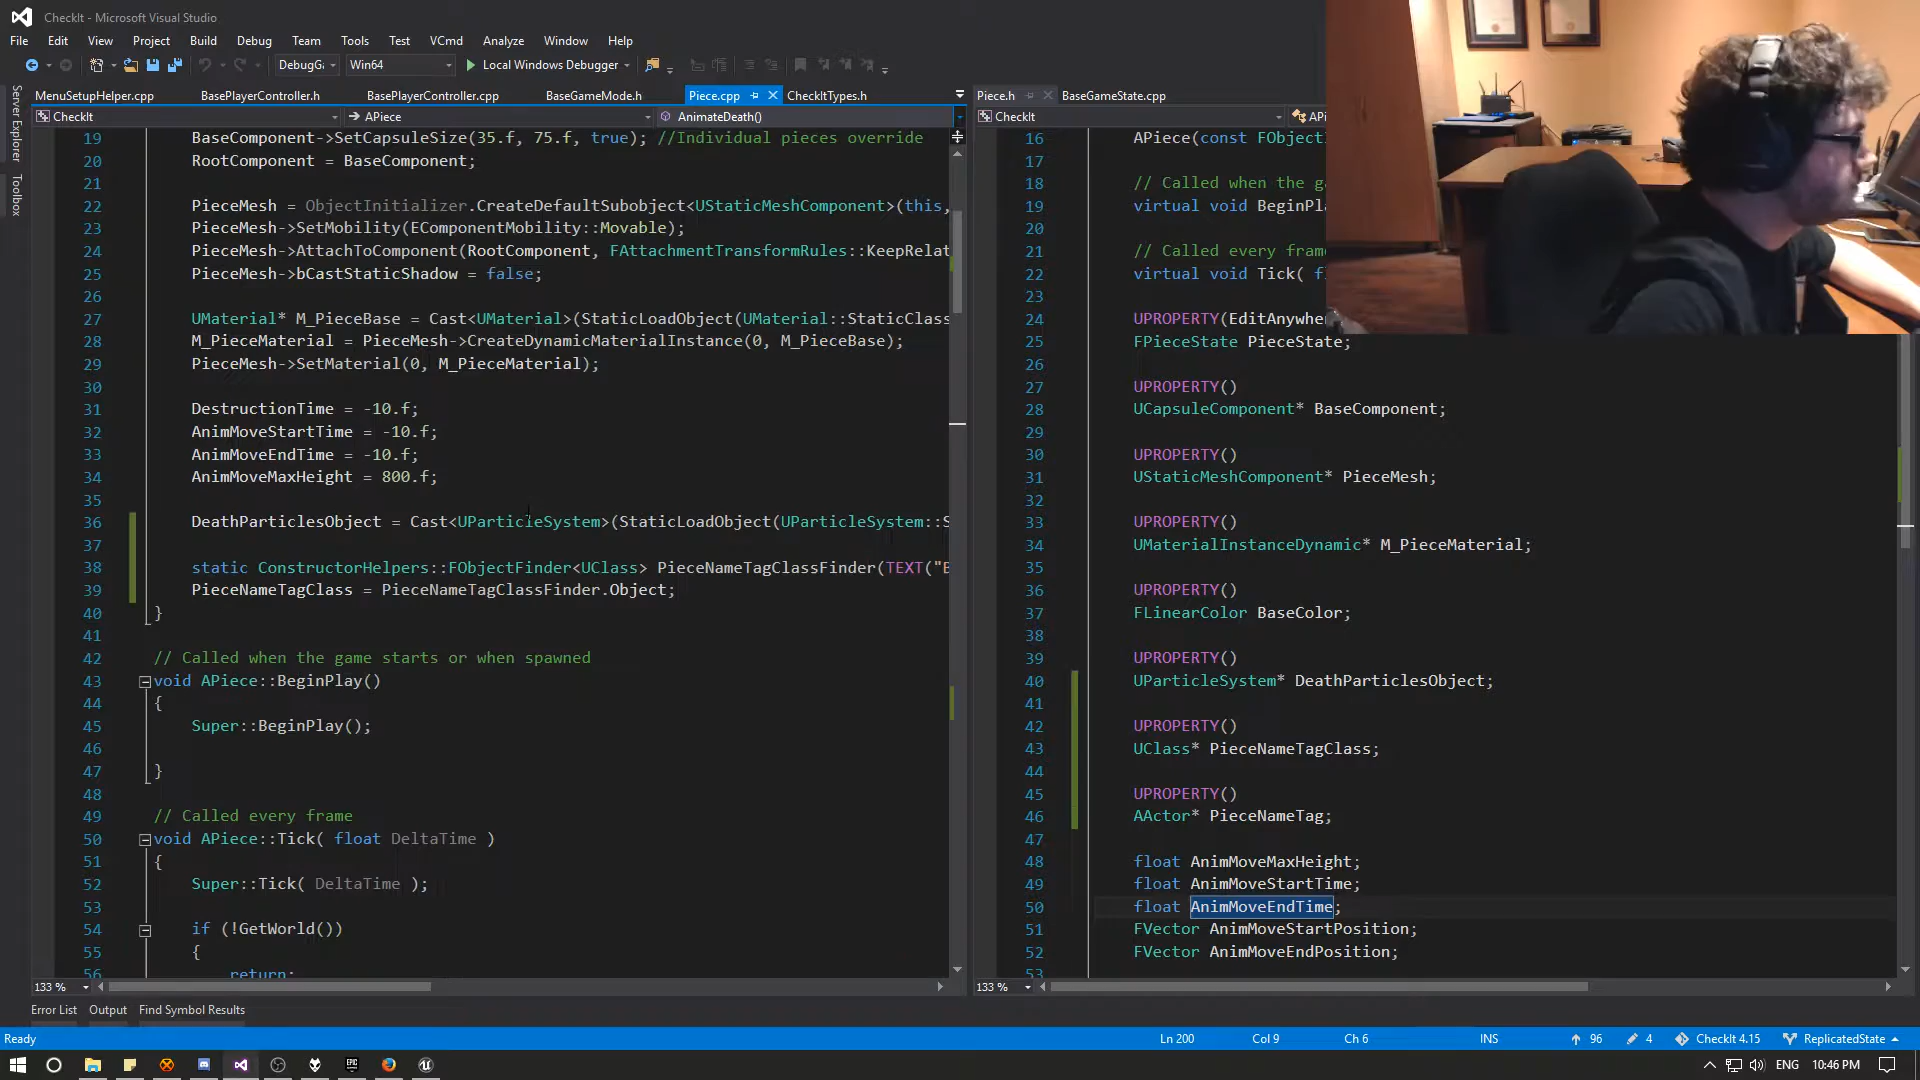 CheckIt - Microsoft Visual Studio
File Edit View Project Build Debug Team Tools Test VCmd Analyze Window Help
DebugG Win64 Local Windows Debugger
Server Explorer
Toolbox
MenuSetupHelper.cpp BasePlayerController.h BasePlayerController.cpp BaseGameMode.h Piece.cpp CheckItTypes.h
CheckIt APiece AnimateDeath()
19 BaseComponent->SetCapsuleSize(35.f, 75.f, true); //Individual pieces override
20 RootComponent = BaseComponent;
21
22 PieceMesh = ObjectInitializer.CreateDefaultSubobject<UStaticMeshComponent>(this,
23 PieceMesh->SetMobility(EComponentMobility::Movable);
24 PieceMesh->AttachToComponent(RootComponent, FAttachmentTransformRules::KeepRelat
25 PieceMesh->bCastStaticShadow = false;
26
27 UMaterial* M_PieceBase = Cast<UMaterial>(StaticLoadObject(UMaterial::StaticClass
28 M_PieceMaterial = PieceMesh->CreateDynamicMaterialInstance(0, M_PieceBase);
29 PieceMesh->SetMaterial(0, M_PieceMaterial);
30
31 DestructionTime = -10.f;
32 AnimMoveStartTime = -10.f;
33 AnimMoveEndTime = -10.f;
34 AnimMoveMaxHeight = 800.f;
35
36 DeathParticlesObject = Cast<UParticleSystem>(StaticLoadObject(UParticleSystem::S
37
38 static ConstructorHelpers::FObjectFinder<UClass> PieceNameTagClassFinder(TEXT("B
39 PieceNameTagClass = PieceNameTagClassFinder.Object;
40 }
41
42 // Called when the game starts or when spawned
43 void APiece::BeginPlay()
44 {
45 Super::BeginPlay();
46
47 }
48
49 // Called every frame
50 void APiece::Tick( float DeltaTime )
51 {
52 Super::Tick( DeltaTime );
53
54 if (!GetWorld())
55 {
56 return;
133 %
Piece.h BaseGameState.cpp
CheckIt APi
16 APiece(const FObjectI
17
18 // Called when the ga
19 virtual void BeginPla
20
21 // Called every frame
22 virtual void Tick( fl
23
24 UPROPERTY(EditAnywher
25 FPieceState PieceState;
26
27 UPROPERTY()
28 UCapsuleComponent* BaseComponent;
29
30 UPROPERTY()
31 UStaticMeshComponent* PieceMesh;
32
33 UPROPERTY()
34 UMaterialInstanceDynamic* M_PieceMaterial;
35
36 UPROPERTY()
37 FLinearColor BaseColor;
38
39 UPROPERTY()
40 UParticleSystem* DeathParticlesObject;
41
42 UPROPERTY()
43 UClass* PieceNameTagClass;
44
45 UPROPERTY()
46 AActor* PieceNameTag;
47
48 float AnimMoveMaxHeight;
49 float AnimMoveStartTime;
50 float AnimMoveEndTime;
51 FVector AnimMoveStartPosition;
52 FVector AnimMoveEndPosition;
53
133 %
Error List Output Find Symbol Results
Ready Ln 200 Col 9 Ch 6 INS 96 4 CheckIt 4.15 ReplicatedState
ENG 10:46 PM